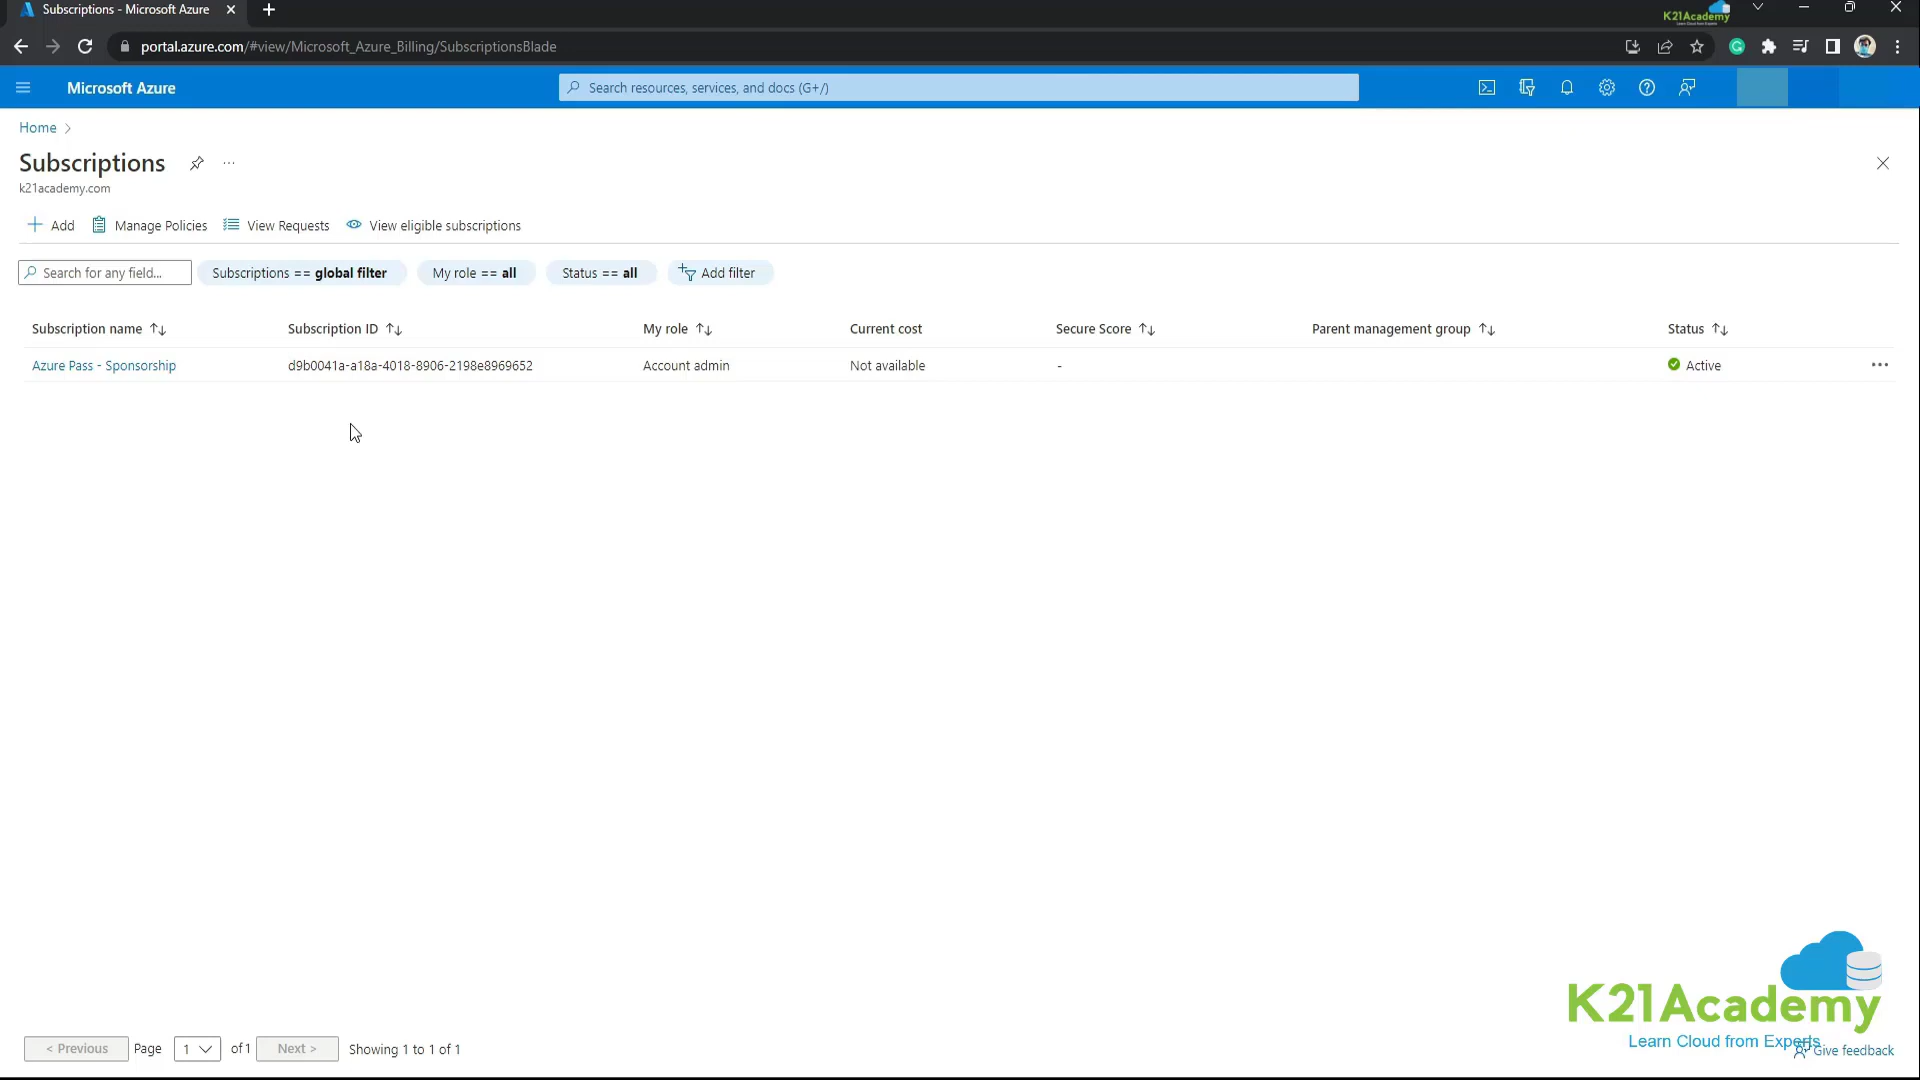 Subscriptions - Microsoft Azure
K21Academy
portal.azure.com/#view/Microsoft_Azure_Billing/SubscriptionsBlade
Microsoft Azure
Search resources, services, and docs (G+/)
Home
Subscriptions
k21academy.com
Add
Manage Policies
View Requests
View eligible subscriptions
Search for any field...
Subscriptions == global filter
My role == all
Status == all
Add filter
Subscription name
Subscription ID
My role
Current cost
Secure Score
Parent management group
Status
Azure Pass - Sponsorship
d9b0041a-a18a-4018-8906-2198e8969652
Account admin
Not available
-
Active
K21Academy
Learn Cloud from Experts
< Previous
Page
1
of 1
Next >
Showing 1 to 1 of 1
Give feedback